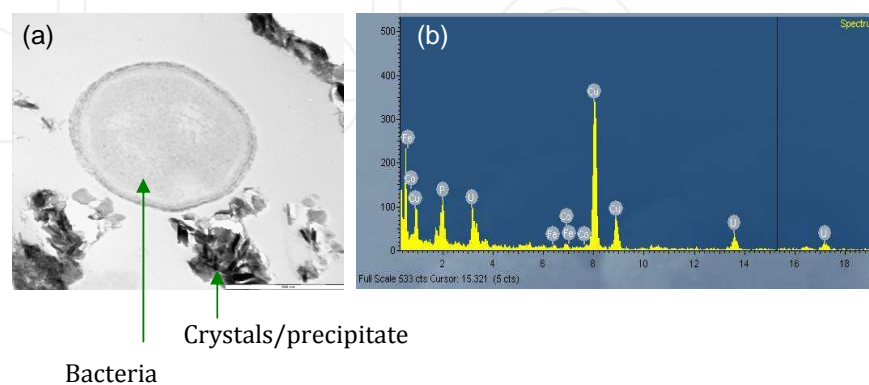 (a)
(b)
Spectru
500
400
300
200
100
0
Fe
Co
Cu
P
U
Fe
Co
Fe
Co
Cu
Cu
U
U
2
4
6
8
10
12
14
16
18
Full Scale 533 cts Cursor: 15.321 (5 cts)
Crystals/precipitate
Bacteria